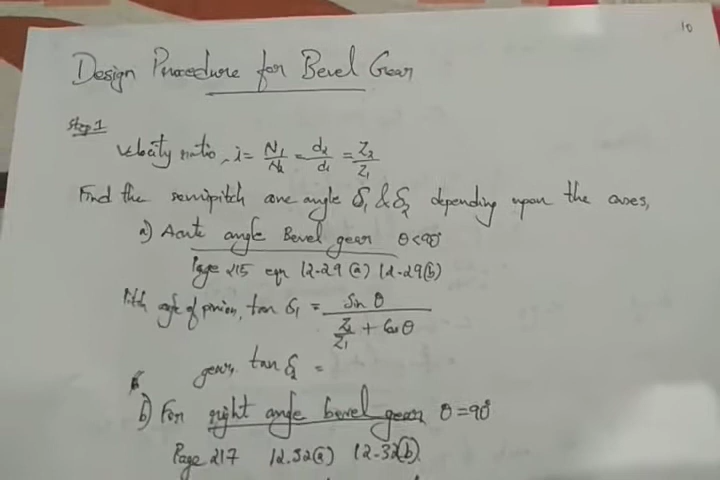 10
Design Procedure for Bevel Gear
Step 1
Velocity ratio, i = N1/N2 = d2/d1 = Z2/Z1
Find the semipitch cone angle δ1 & δ2 depending upon the cases,
a) Acute angle Bevel gear θ<90°
Page 215 eqn 12-29 (a) 12-29(b)
Pitch angle of pinion, tan δ1 = Sin θ / (Z2/Z1 + Cos θ)
gear, tan δ2 =
b) For right angle bevel gear θ = 90°
Page 217 12.32(a) 12-32(b)